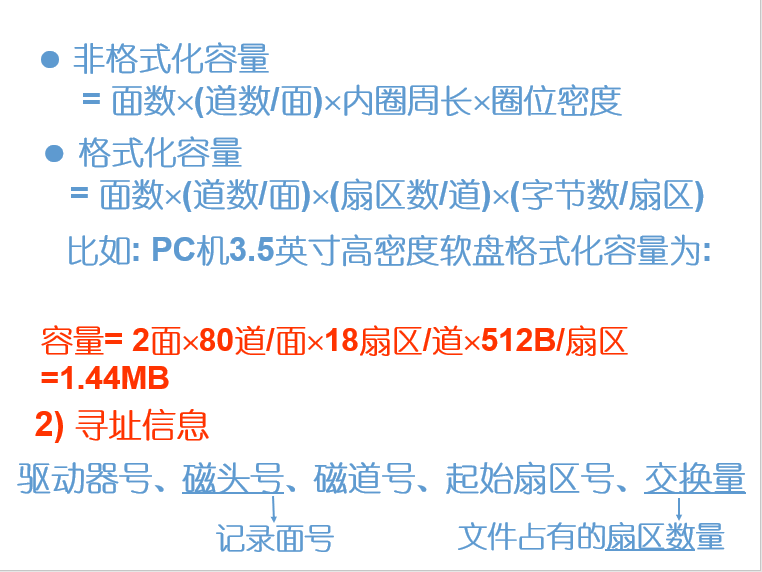 ● 非格式化容量
= 面数×(道数/面)×内圈周长×圈位密度
● 格式化容量
= 面数×(道数/面)×(扇区数/道)×(字节数/扇区)
比如: PC机3.5英寸高密度软盘格式化容量为:
容量= 2面×80道/面×18扇区/道×512B/扇区
=1.44MB
2) 寻址信息
驱动器号、磁头号、磁道号、起始扇区号、交换量
记录面号
文件占有的扇区数量